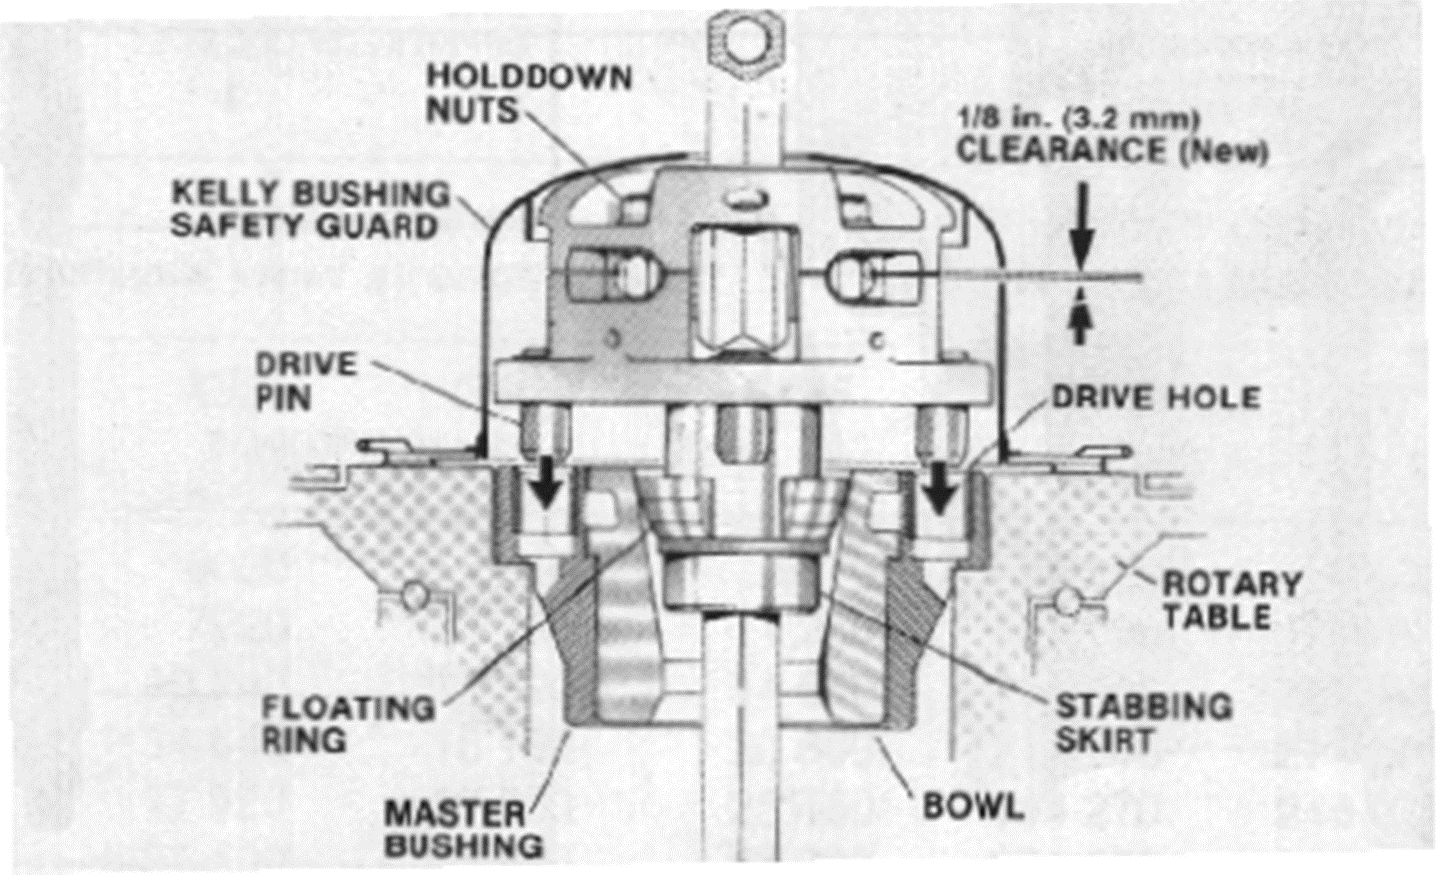 HOLDDOWN
NUTS
1/8 in. (3.2 mm)
CLEARANCE (New)
KELLY BUSHING
SAFETY GUARD
DRIVE
PIN
DRIVE HOLE
ROTARY
TABLE
FLOATING
RING
STABBING
SKIRT
MASTER
BUSHING
BOWL